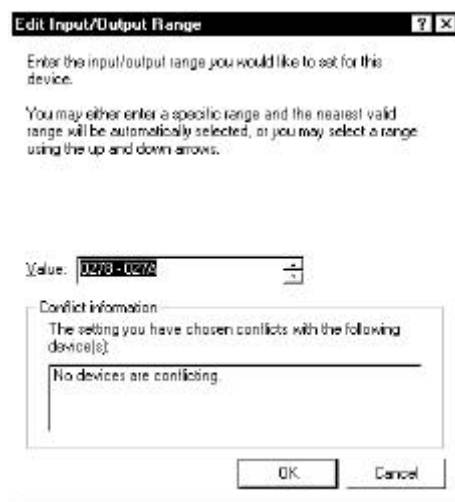 Edit Input/Output Range
Enter the input/output range you would like to set for this
device.
You may either enter a specific range and the nearest valid
range will be automatically selected, or you may select a range
using the up and down arrows.
Value: 0278 - 027A
Conflict information
The setting you have chosen conflicts with the following
device(s):
No devices are conflicting.
OK Cancel